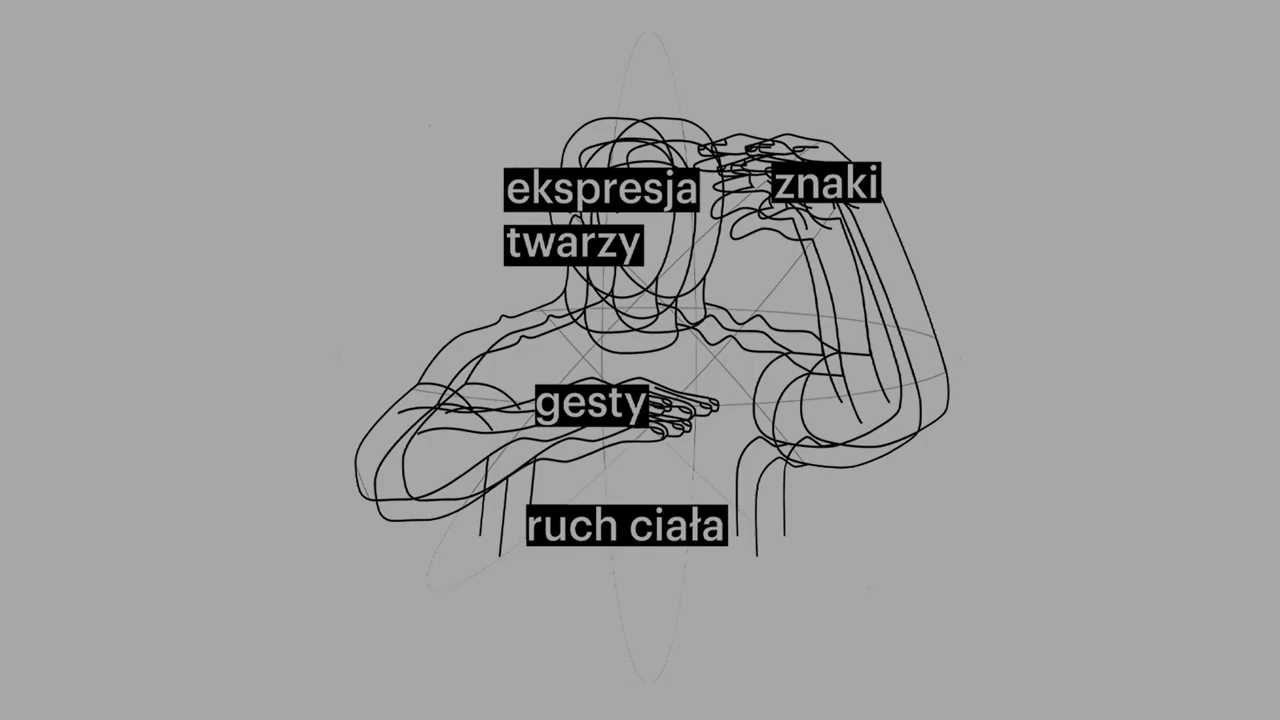 ekspresja
twarzy
znaki
gesty
ruch ciała